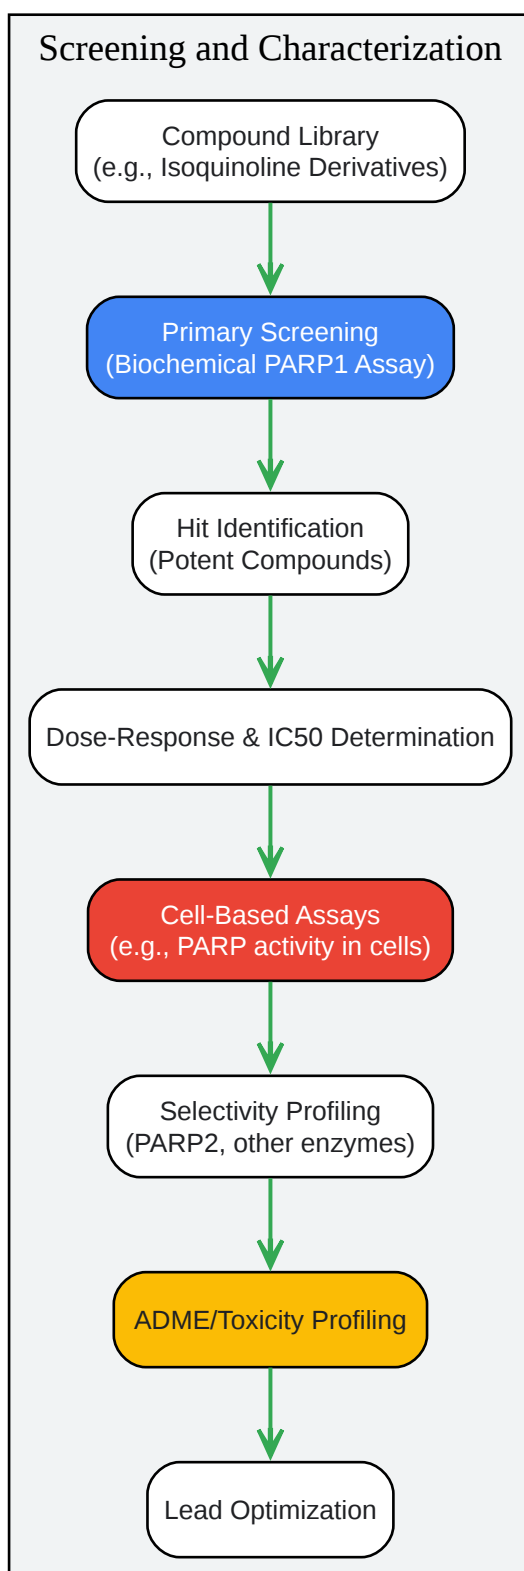 Screening and Characterization
Compound Library
(e.g., Isoquinoline Derivatives)
Primary Screening
(Biochemical PARP1 Assay)
Hit Identification
(Potent Compounds)
Dose-Response & IC50 Determination
Cell-Based Assays
(e.g., PARP activity in cells)
Selectivity Profiling
(PARP2, other enzymes)
ADME/Toxicity Profiling
Lead Optimization